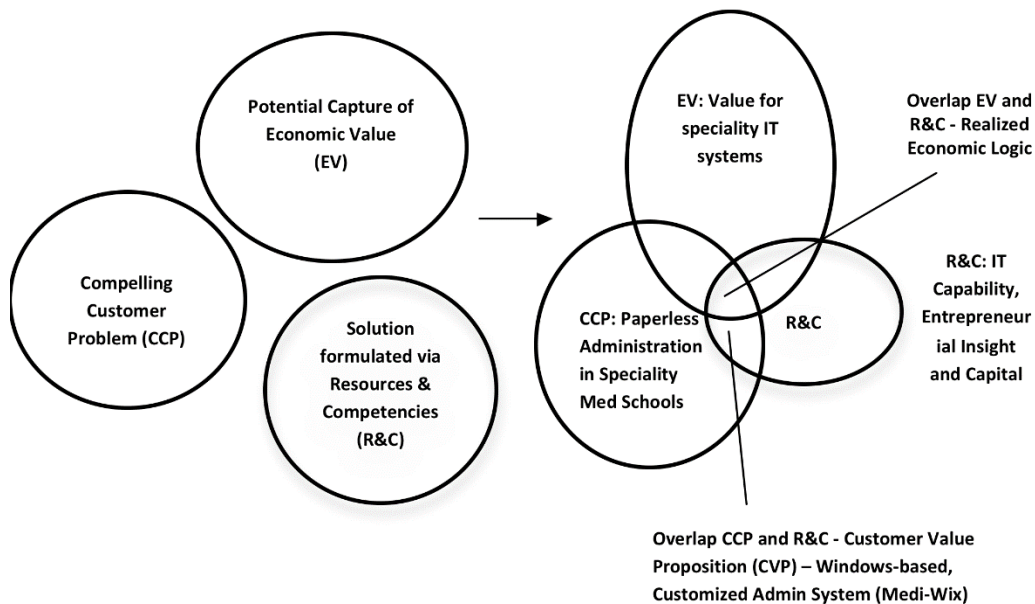 Potential Capture of
Economic Value
(EV)
Compelling
Customer
Problem (CCP)
Solution
formulated via
Resources &
Competencies
(R&C)
EV: Value for
speciality IT
systems
Overlap EV and
R&C - Realized
Economic Logic
CCP: Paperless
Administration
in Speciality
Med Schools
R&C
R&C: IT
Capability,
Entrepreneur
ial Insight
and Capital
Overlap CCP and R&C - Customer Value
Proposition (CVP) – Windows-based,
Customized Admin System (Medi-Wix)